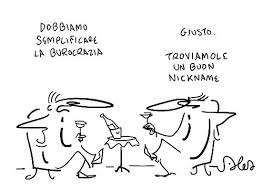 DOBBIAMO
SEMPLIFICARE
LA BUROCRAZIA
GIUSTO.
TROVIAMOLE
UN BUON
NICKNAME